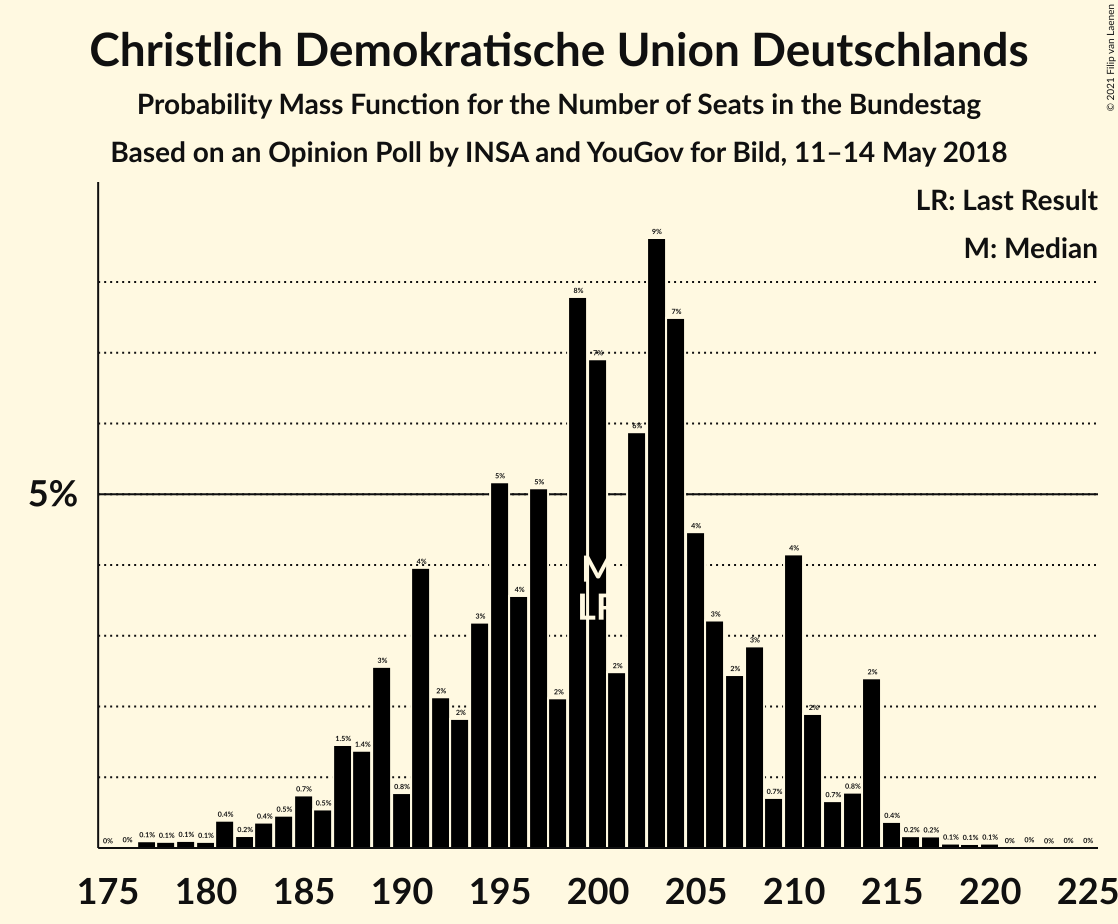 Christlich Demokratische Union Deutschlands
Probability Mass Function for the Number of Seats in the Bundestag
Based on an Opinion Poll by INSA and YouGov for Bild, 11–14 May 2018
© 2021 Filip van Laenen
LR: Last Result
M: Median
5%
0% 0% 0.1% 0.1% 0.1% 0.1% 0.4% 0.2% 0.4% 0.5% 0.7% 0.5% 1.5% 1.4% 3% 0.8% 4% 2% 2% 3% 5% 4% 5% 2% 8% 7% 2% 6% 9% 7% 4% 3% 2% 3% 0.7% 4% 2% 0.7% 0.8% 2% 0.4% 0.2% 0.2% 0.1% 0.1% 0.1% 0% 0% 0% 0% 0%
M
LR
175 180 185 190 195 200 205 210 215 220 225